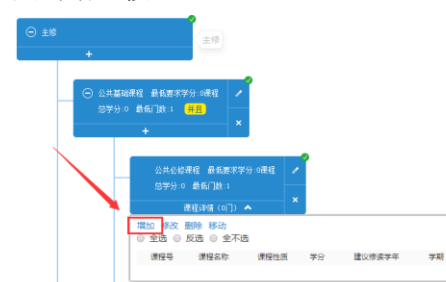 主修
主修
+
公共基础课程 最低要求学分:0课程
总学分:0 最低门数:1 并且
+
公共必修课程 最低要求学分:0课程
总学分:0 最低门数:1
课程详情(0门)
增加 修改 删除 移动
全选 反选 全不选
课程号 课程名称 课程性质 学分 建议修读学年 学期